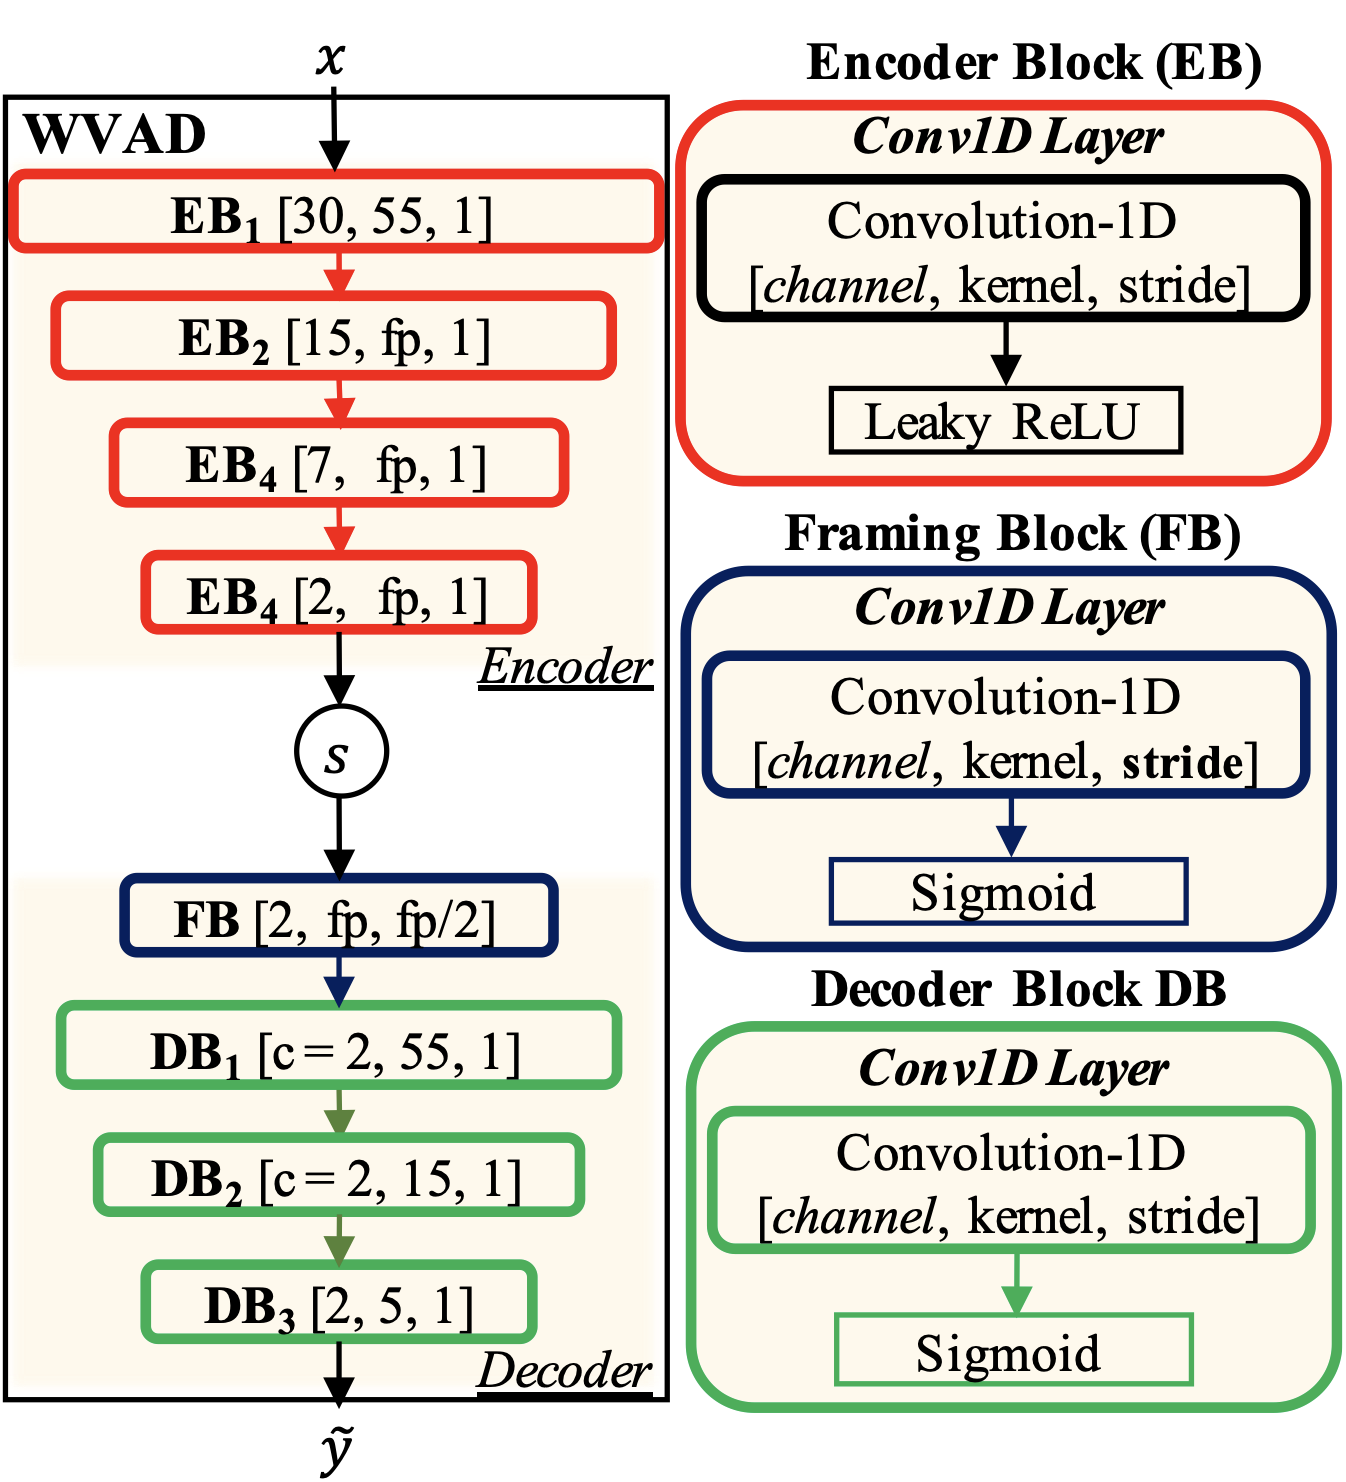 x
WVAD
EB1 [30, 55, 1]
EB2 [15, fp, 1]
EB4 [7, fp, 1]
EB4 [2, fp, 1]
Encoder
s
FB [2, fp, fp/2]
DB1 [c = 2, 55, 1]
DB2 [c = 2, 15, 1]
DB3 [2, 5, 1]
Decoder
ỹ
Encoder Block (EB)
Conv1D Layer
Convolution-1D
[channel, kernel, stride]
Leaky ReLU
Framing Block (FB)
Conv1D Layer
Convolution-1D
[channel, kernel, stride]
Sigmoid
Decoder Block DB
Conv1D Layer
Convolution-1D
[channel, kernel, stride]
Sigmoid